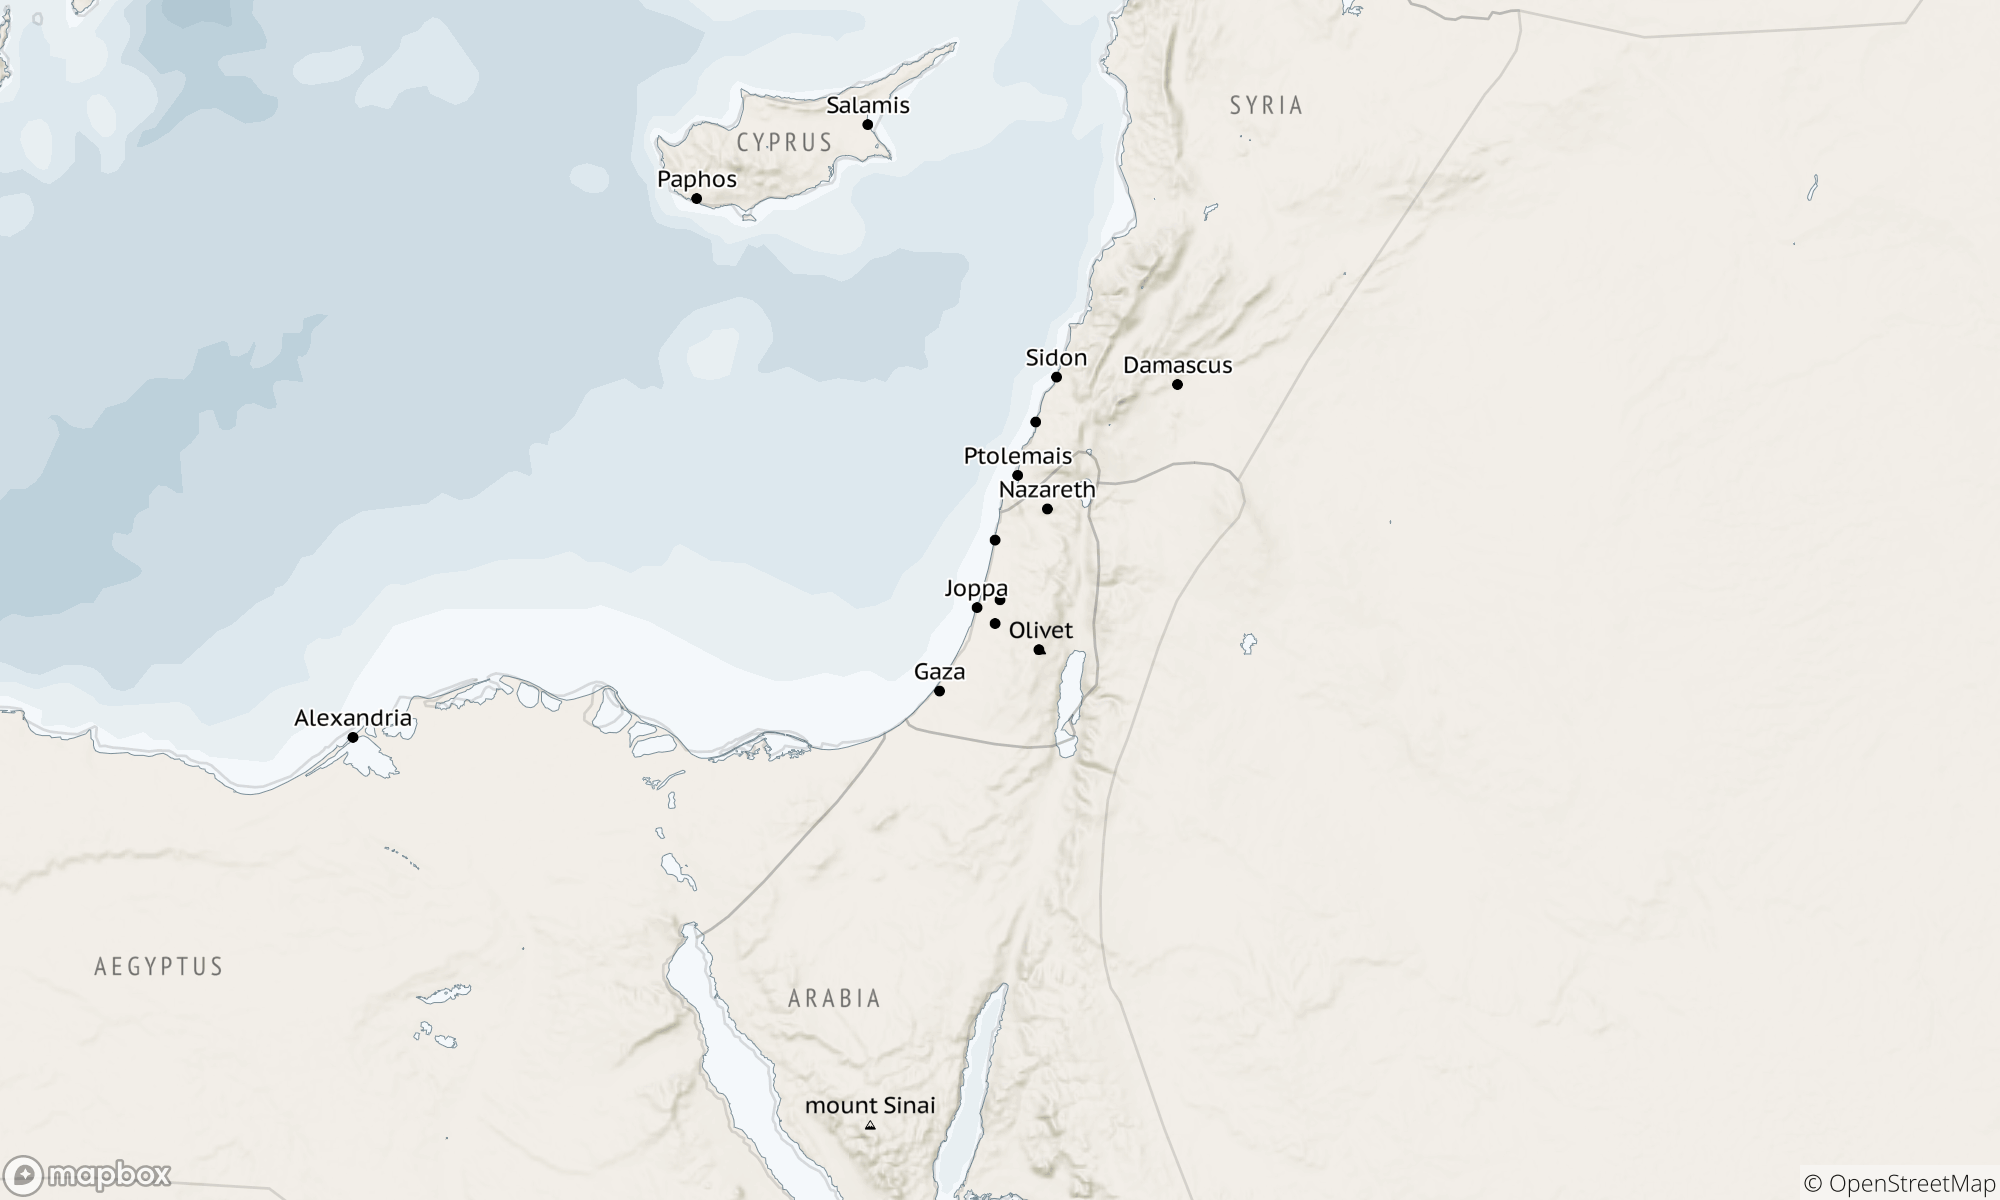 Salamis
SYRIA
CYPRUS
Paphos
Sidon
Damascus
Ptolemais
Nazareth
Joppa
Olivet
Gaza
Alexandria
AEGYPTUS
ARABIA
mount Sinai
mapbox
© OpenStreetMap